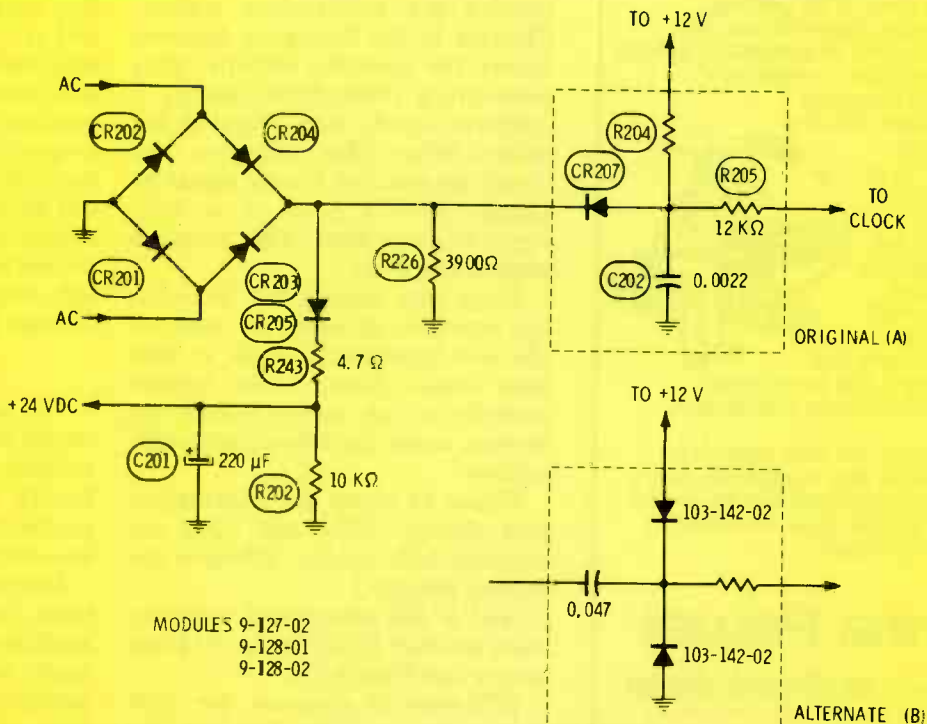 TO +12 V
AC
CR202
CR204
R204
CR207
R205
TO
CLOCK
12 KΩ
R226
3900Ω
C202
0.0022
CR201
CR203
AC
CR205
ORIGINAL (A)
R243
4.7 Ω
+24 VDC
TO +12 V
C201
+
220 µF
R202
10 KΩ
103-142-02
0.047
MODULES 9-127-02
9-128-01
9-128-02
103-142-02
ALTERNATE (B)